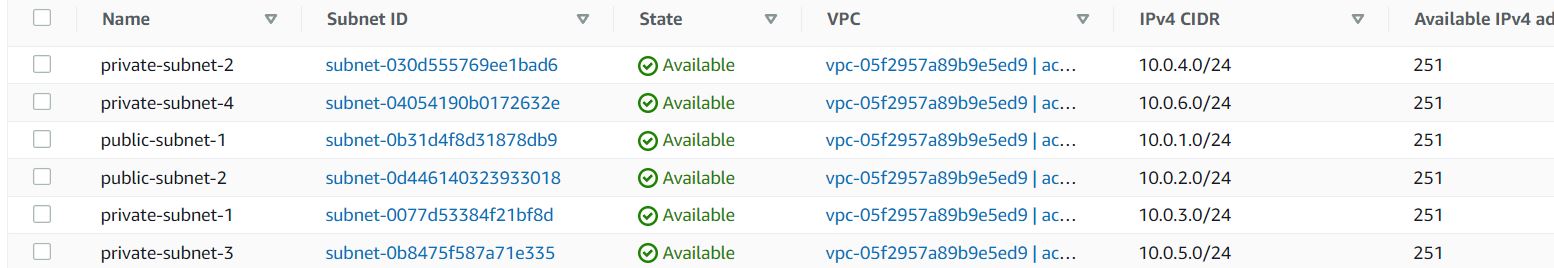 Name Subnet ID State VPC IPv4 CIDR Available IPv4 ad
private-subnet-2 subnet-030d555769ee1bad6 Available vpc-05f2957a89b9e5ed9 | ac... 10.0.4.0/24 251
private-subnet-4 subnet-04054190b0172632e Available vpc-05f2957a89b9e5ed9 | ac... 10.0.6.0/24 251
public-subnet-1 subnet-0b31d4f8d31878db9 Available vpc-05f2957a89b9e5ed9 | ac... 10.0.1.0/24 251
public-subnet-2 subnet-0d446140323933018 Available vpc-05f2957a89b9e5ed9 | ac... 10.0.2.0/24 251
private-subnet-1 subnet-0077d53384f21bf8d Available vpc-05f2957a89b9e5ed9 | ac... 10.0.3.0/24 251
private-subnet-3 subnet-0b8475f587a71e335 Available vpc-05f2957a89b9e5ed9 | ac... 10.0.5.0/24 251